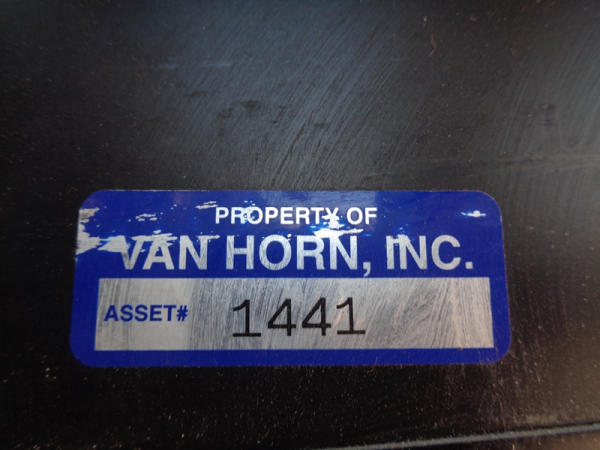 PROPERTY OF
VAN HORN, INC.
ASSET# 1441